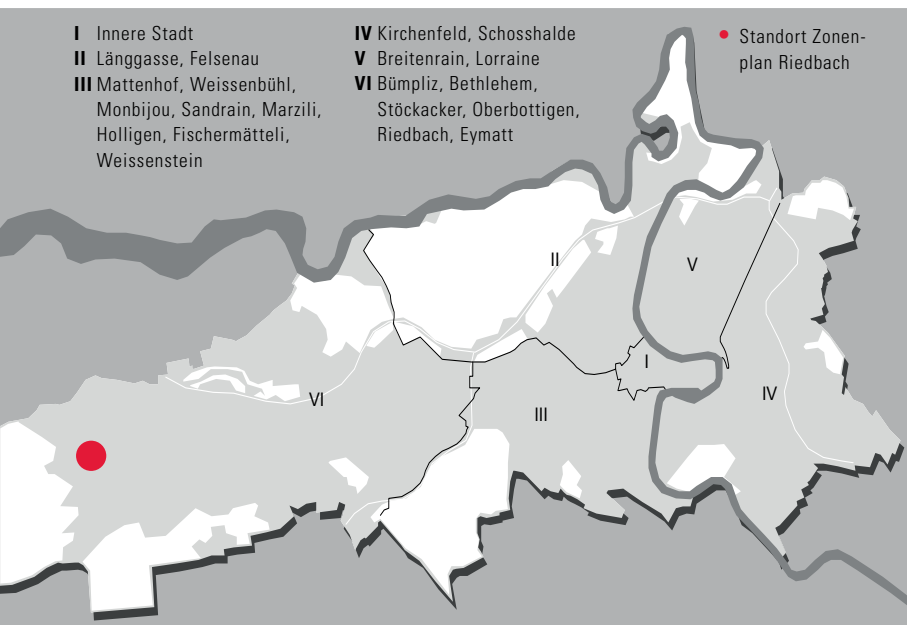 I Innere Stadt
II Länggasse, Felsenau
III Mattenhof, Weissenbühl,
Monbijou, Sandrain, Marzili,
Holligen, Fischermätteli,
Weissenstein
IV Kirchenfeld, Schosshalde
V Breitenrain, Lorraine
VI Bümpliz, Bethlehem,
Stöckacker, Oberbottigen,
Riedbach, Eymatt
Standort Zonen-
plan Riedbach
II
V
I
IV
VI
III